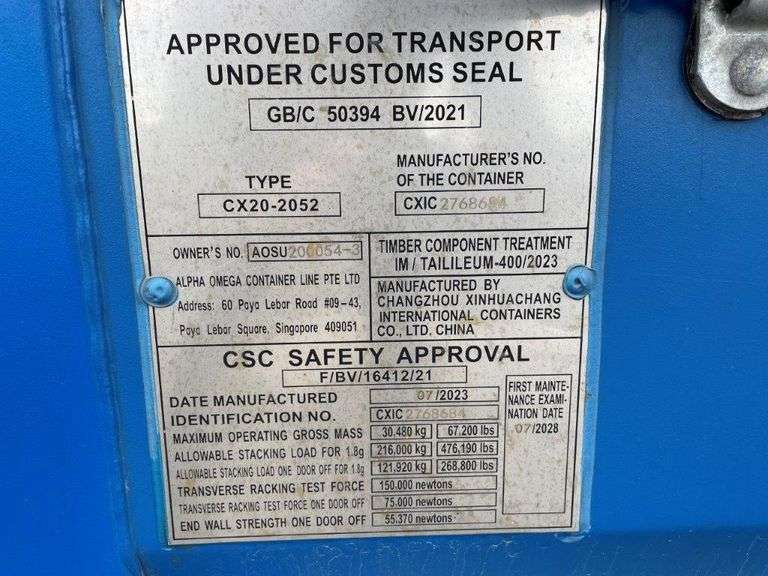 APPROVED FOR TRANSPORT
UNDER CUSTOMS SEAL
GB/C 50394 BV/2021
TYPE
CX20-2052
MANUFACTURER'S NO.
OF THE CONTAINER
CXIC 2768684
OWNER'S NO. AOSU200054-3
ALPHA OMEGA CONTAINER LINE PTE LTD
Address: 60 Paya Lebar Road #09-43,
Paya Lebar Square, Singapore 409051
TIMBER COMPONENT TREATMENT
IM / TAILILEUM-400/2023
MANUFACTURED BY
CHANGZHOU XINHUACHANG
INTERNATIONAL CONTAINERS
CO., LTD. CHINA
CSC SAFETY APPROVAL
F/BV/16412/21
DATE MANUFACTURED 07/2023
IDENTIFICATION NO. CXIC 2768684
MAXIMUM OPERATING GROSS MASS 30.480 kg 67.200 lbs
ALLOWABLE STACKING LOAD FOR 1.8g 216.000 kg 476.190 lbs
ALLOWABLE STACKING LOAD ONE DOOR OFF FOR 1.8g 121.920 kg 268.800 lbs
TRANSVERSE RACKING TEST FORCE 150.000 newtons
TRANSVERSE RACKING TEST FORCE ONE DOOR OFF 75.000 newtons
END WALL STRENGTH ONE DOOR OFF 55.370 newtons
FIRST MAINTE-
NANCE EXAMI-
NATION DATE
07/2028